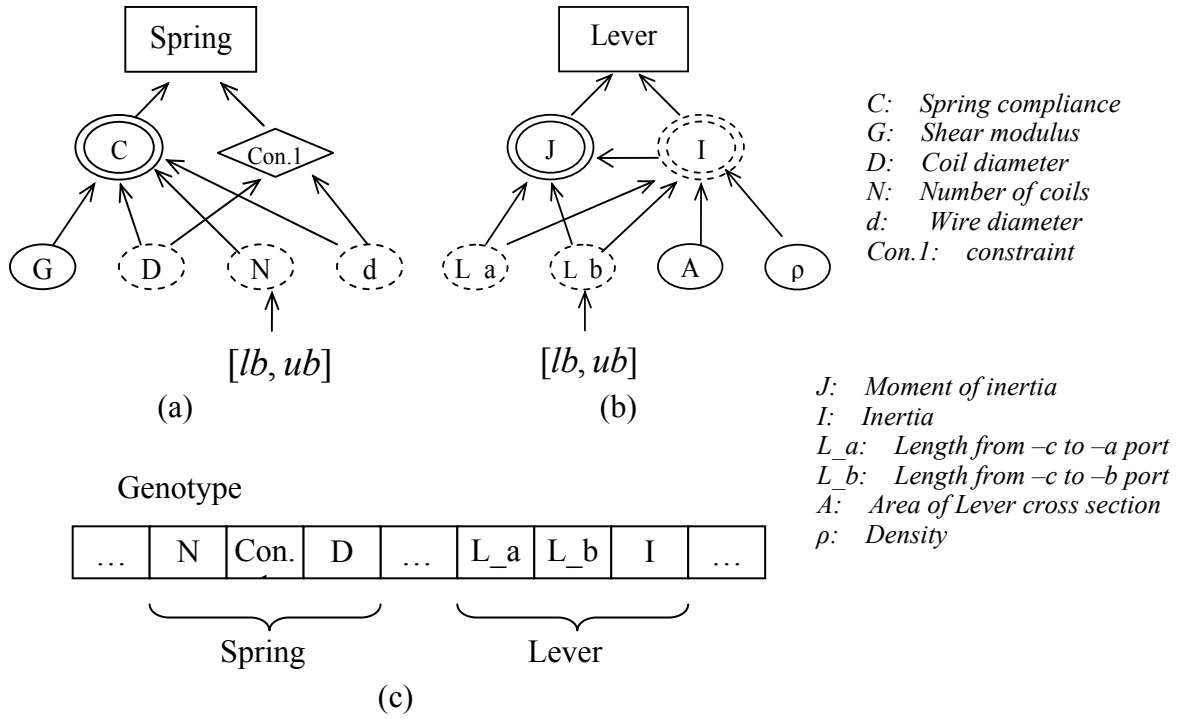 Spring
C
Con.1
G
D
N
d
[lb, ub]
(a)
Lever
J
I
L_a
L_b
A
ρ
[lb, ub]
(b)
C: Spring compliance
G: Shear modulus
D: Coil diameter
N: Number of coils
d: Wire diameter
Con.1: constraint
J: Moment of inertia
I: Inertia
L_a: Length from –c to –a port
L_b: Length from –c to –b port
A: Area of Lever cross section
ρ: Density
Genotype
... N Con. D ... L_a L_b I ...
Spring
Lever
(c)